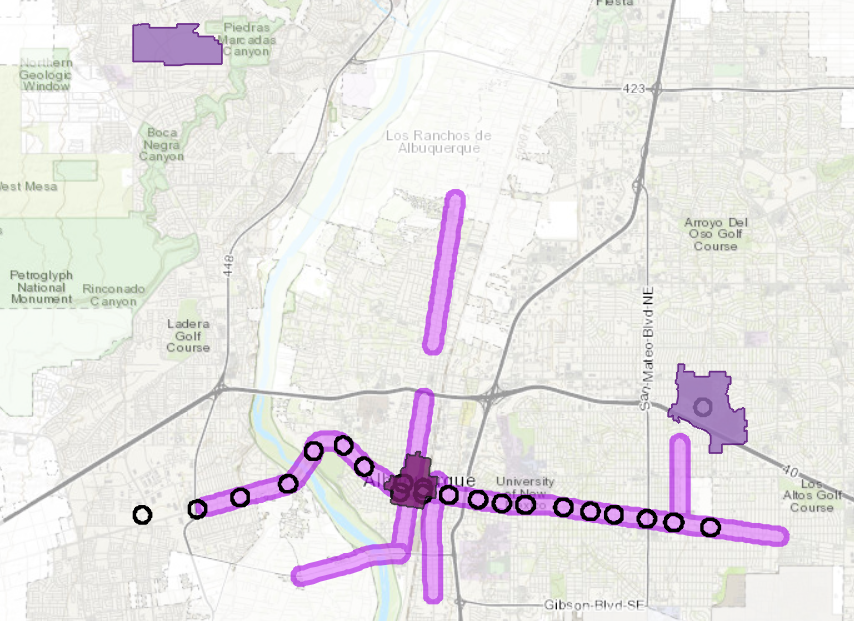 Fiesta
Piedras
Marcadas
Canyon
Northern
Geologic
Window
423
Boca
Negra
Canyon
Los Ranchos de
Albuquerque
West Mesa
Arroyo Del
Oso Golf
Course
448
Petroglyph
National
Monument
Rinconado
Canyon
Ladera
Golf
Course
San-Mateo-Blvd-NE
40
University
of New
Los
Altos Golf
Course
Gibson-Blvd-SE